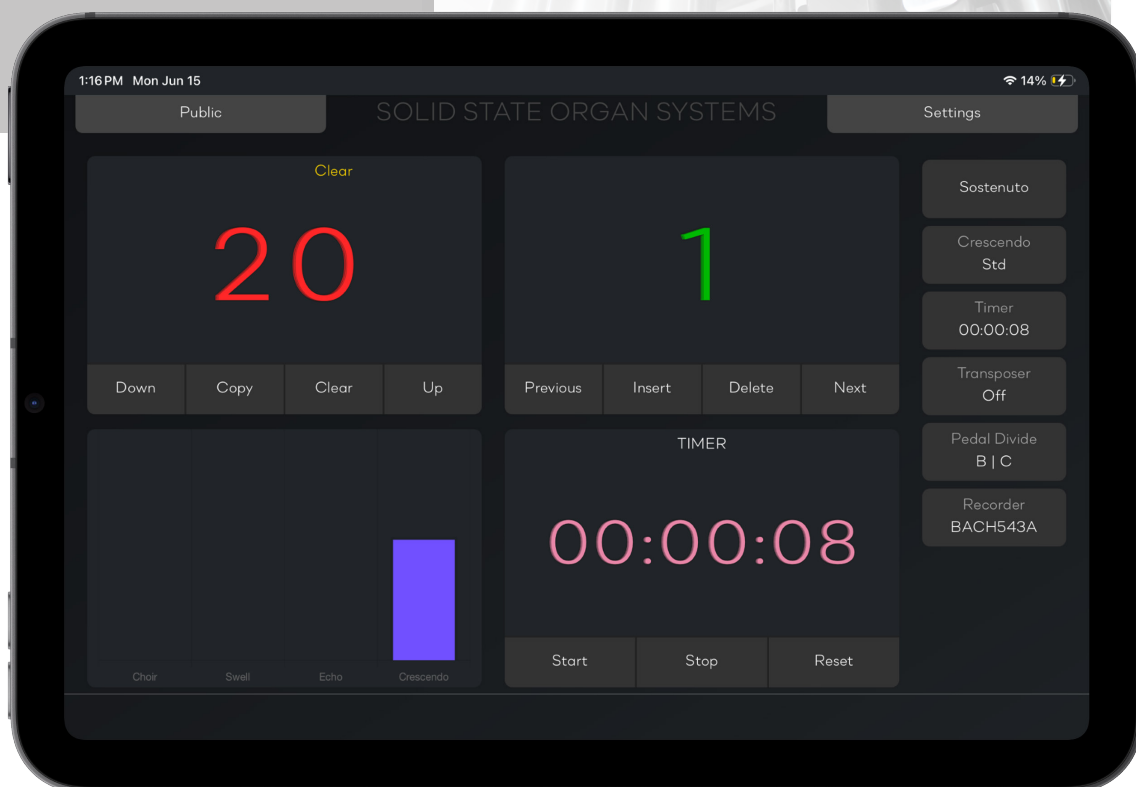 1:16 PM Mon Jun 15
14%
Public
SOLID STATE ORGAN SYSTEMS
Settings
Clear
20
Down
Copy
Clear
Up
1
Previous
Insert
Delete
Next
Sostenuto
Crescendo
Std
Timer
00:00:08
Transposer
Off
Pedal Divide
B | C
Recorder
BACH543A
Choir
Swell
Echo
Crescendo
TIMER
00:00:08
Start
Stop
Reset